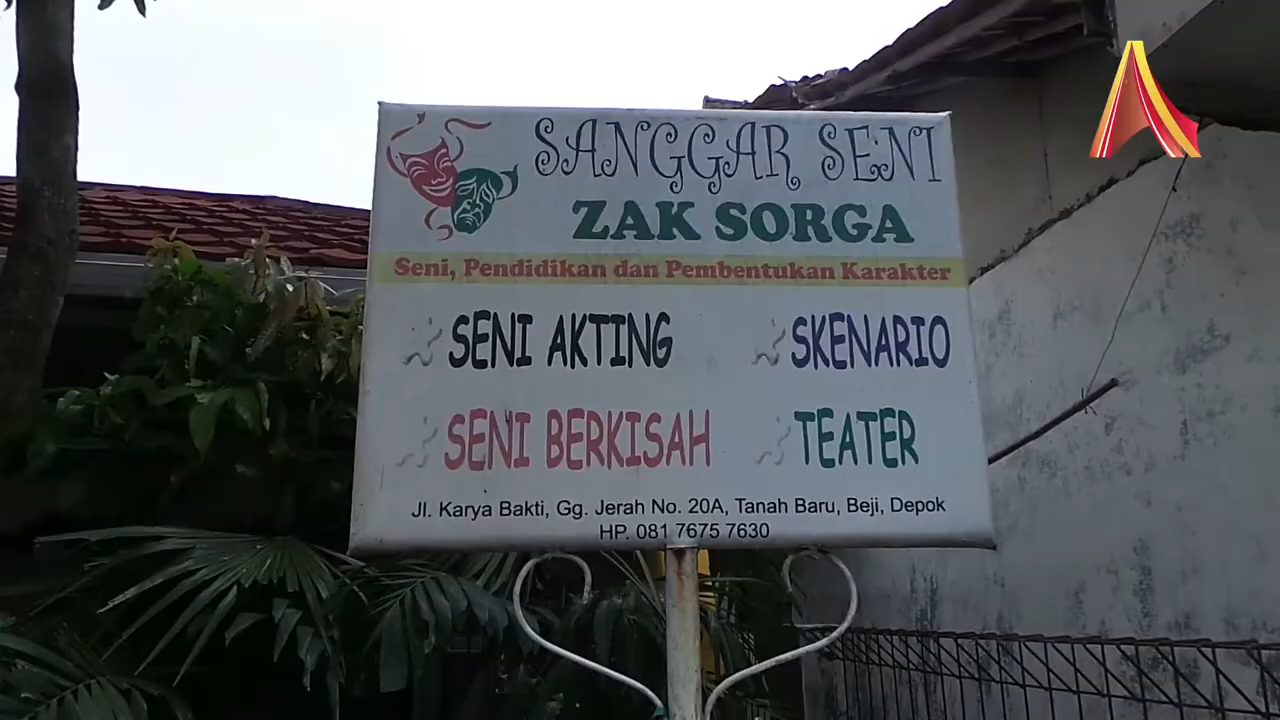 SANGGAR SENI
ZAK SORGA
Seni, Pendidikan dan Pembentukan Karakter
SENI AKTING
SKENARIO
SENI BERKISAH
TEATER
Jl. Karya Bakti, Gg. Jerah No. 20A, Tanah Baru, Beji, Depok
HP. 081 7675 7630